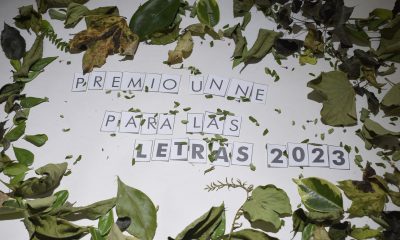 PREMIO UNNE
PARA LAS
LETRAS 2023